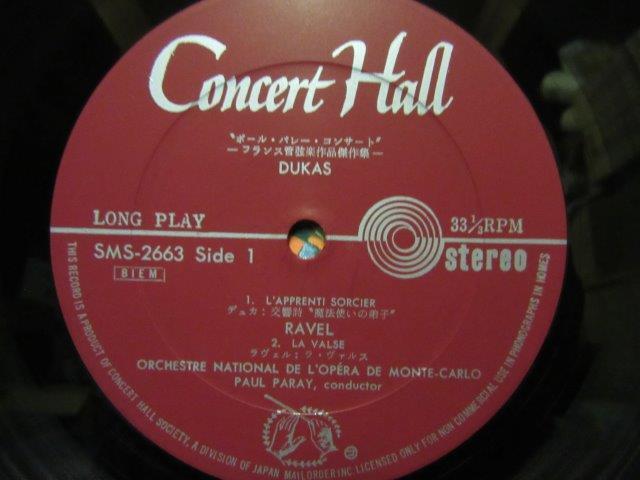 Concert Hall
"ポール・パレー・コンサート"
—フランス管弦楽作品傑作集—
DUKAS
LONG PLAY
33⅓RPM
SMS-2663 Side 1
stereo
BIEM
1. L'APPRENTI SORCIER
デュカ：交響詩"魔法使いの弟子"
RAVEL
2. LA VALSE
ラヴェル：ラ・ヴァルス
ORCHESTRE NATIONAL DE L'OPÉRA DE MONTE-CARLO
PAUL PARAY, conductor
THIS RECORD IS A PRODUCT OF CONCERT HALL SOCIETY, A DIVISION OF JAPAN MAILORDER INC LICENSED ONLY FOR NON COMMERCIAL USE IN PHONOGRAPHS IN HOMES